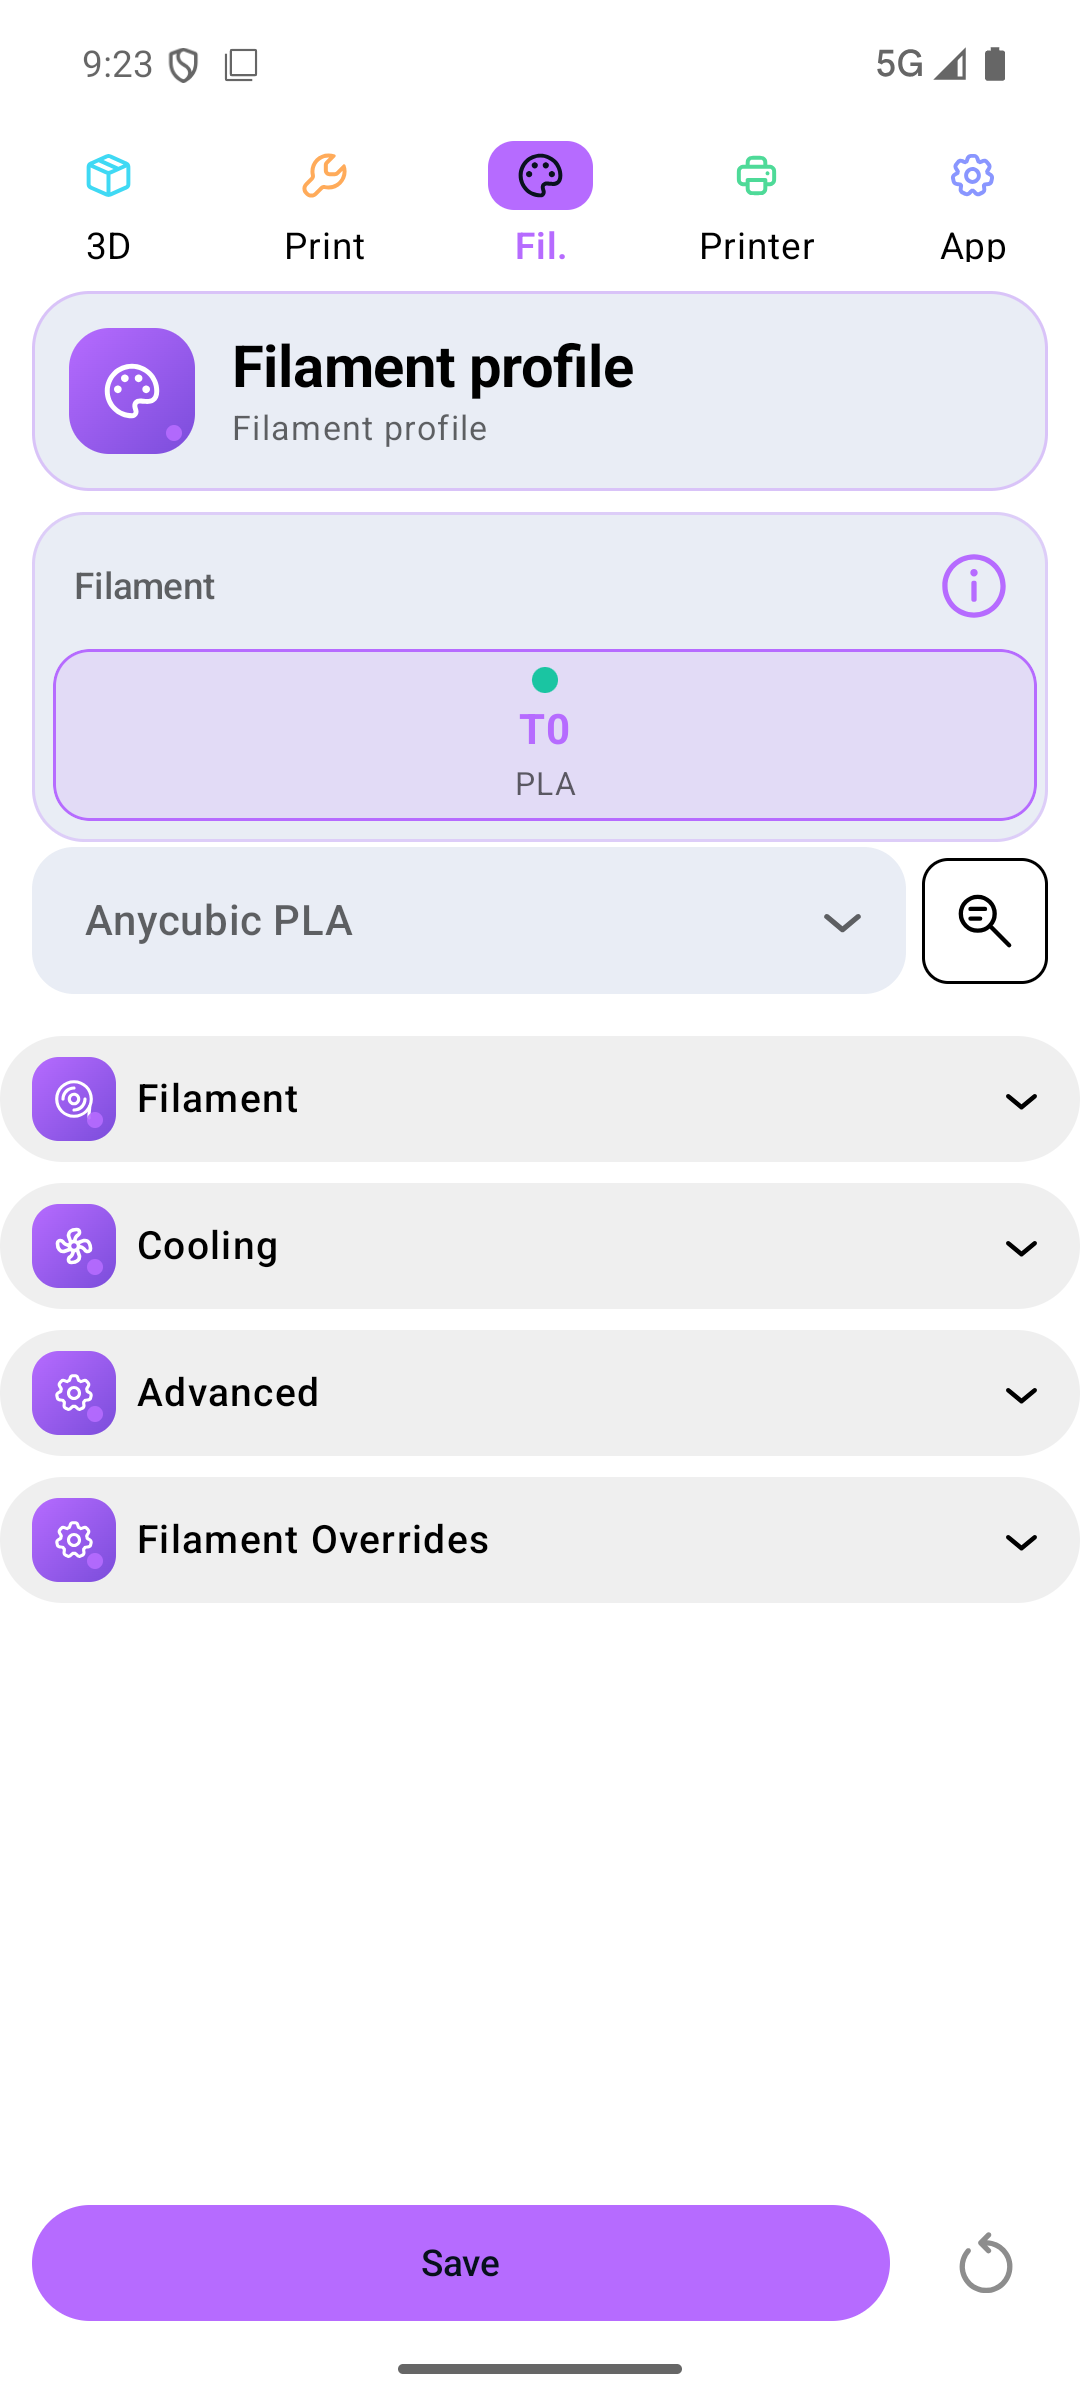 9:23
5G
3D
Print
Fil.
Printer
App
Filament profile
Filament profile
Filament
T0
PLA
Anycubic PLA
Filament
Cooling
Advanced
Filament Overrides
Save